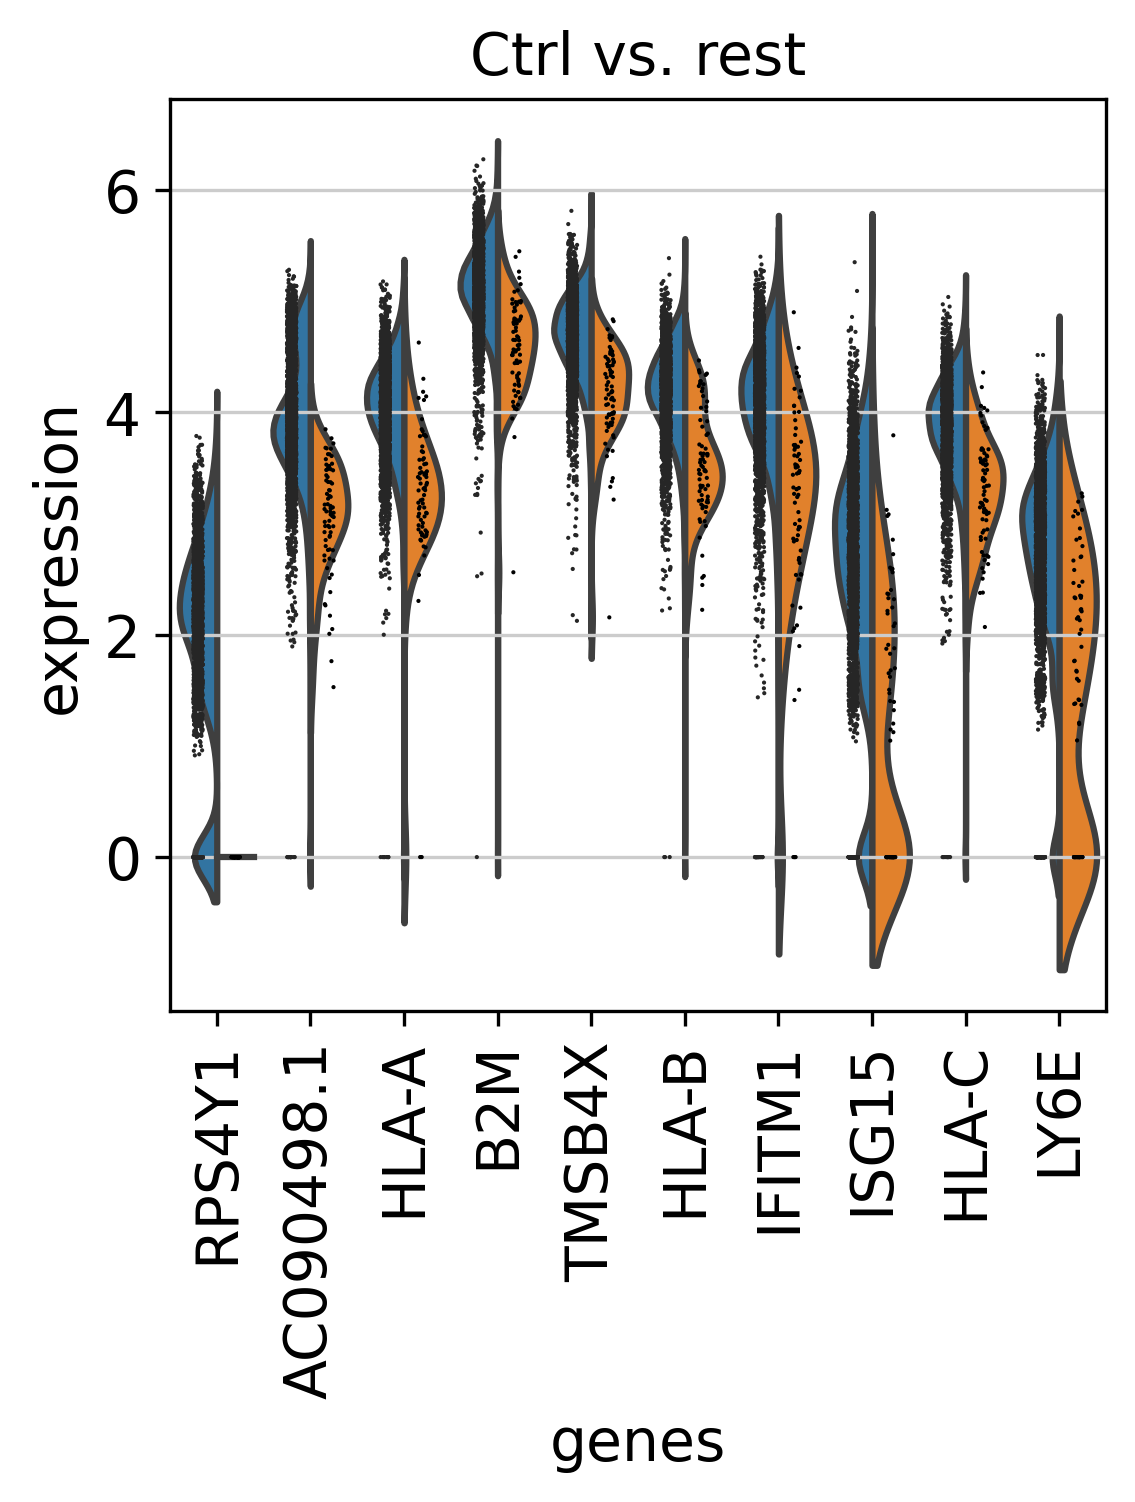 Ctrl vs. rest
expression
6
4
2
0
RPS4Y1
AC090498.1
HLA-A
B2M
TMSB4X
HLA-B
IFITM1
ISG15
HLA-C
LY6E
genes